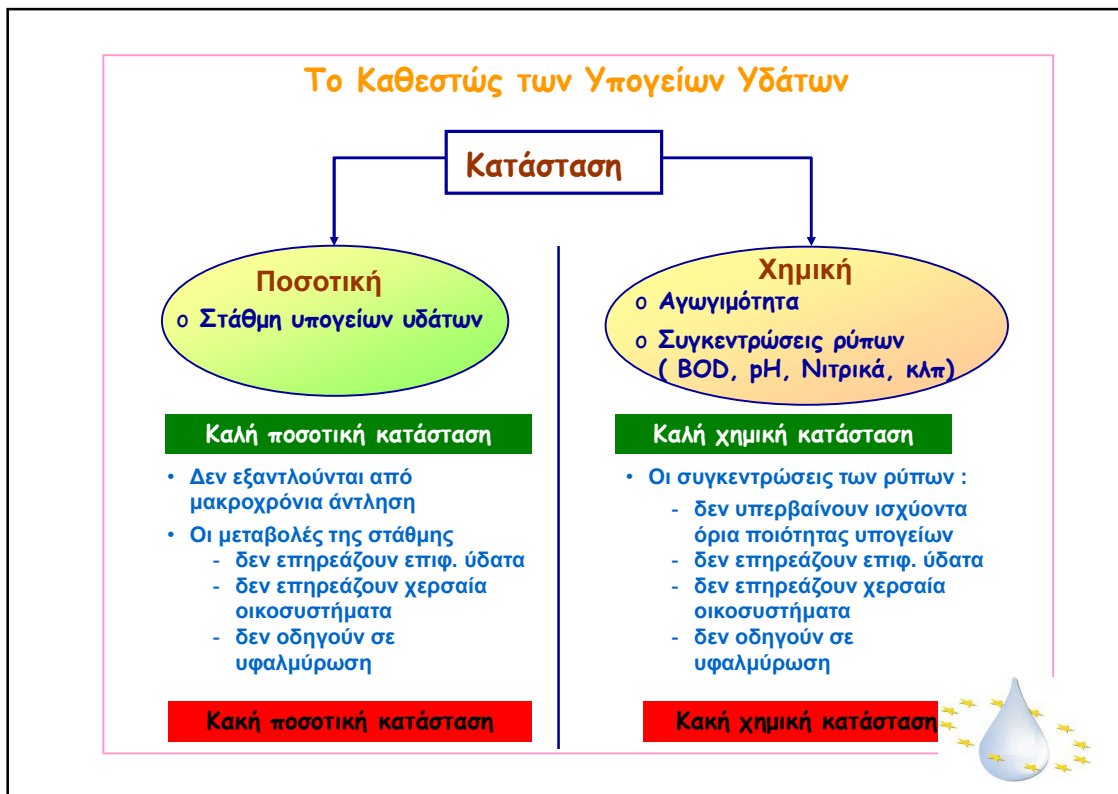 Το Καθεστώς των Υπογείων Υδάτων
Κατάσταση
Ποσοτική
o Στάθμη υπογείων υδάτων
Καλή ποσοτική κατάσταση
• Δεν εξαντλούνται από
μακροχρόνια άντληση
• Οι μεταβολές της στάθμης
- δεν επηρεάζουν επιφ. ύδατα
- δεν επηρεάζουν χερσαία
οικοσυστήματα
- δεν οδηγούν σε
υφαλμύρωση
Κακή ποσοτική κατάσταση
Χημική
o Αγωγιμότητα
o Συγκεντρώσεις ρύπων
( BOD, pH, Νιτρικά, κλπ)
Καλή χημική κατάσταση
• Οι συγκεντρώσεις των ρύπων :
- δεν υπερβαίνουν ισχύοντα
όρια ποιότητας υπογείων
- δεν επηρεάζουν επιφ. ύδατα
- δεν επηρεάζουν χερσαία
οικοσυστήματα
- δεν οδηγούν σε
υφαλμύρωση
Κακή χημική κατάσταση